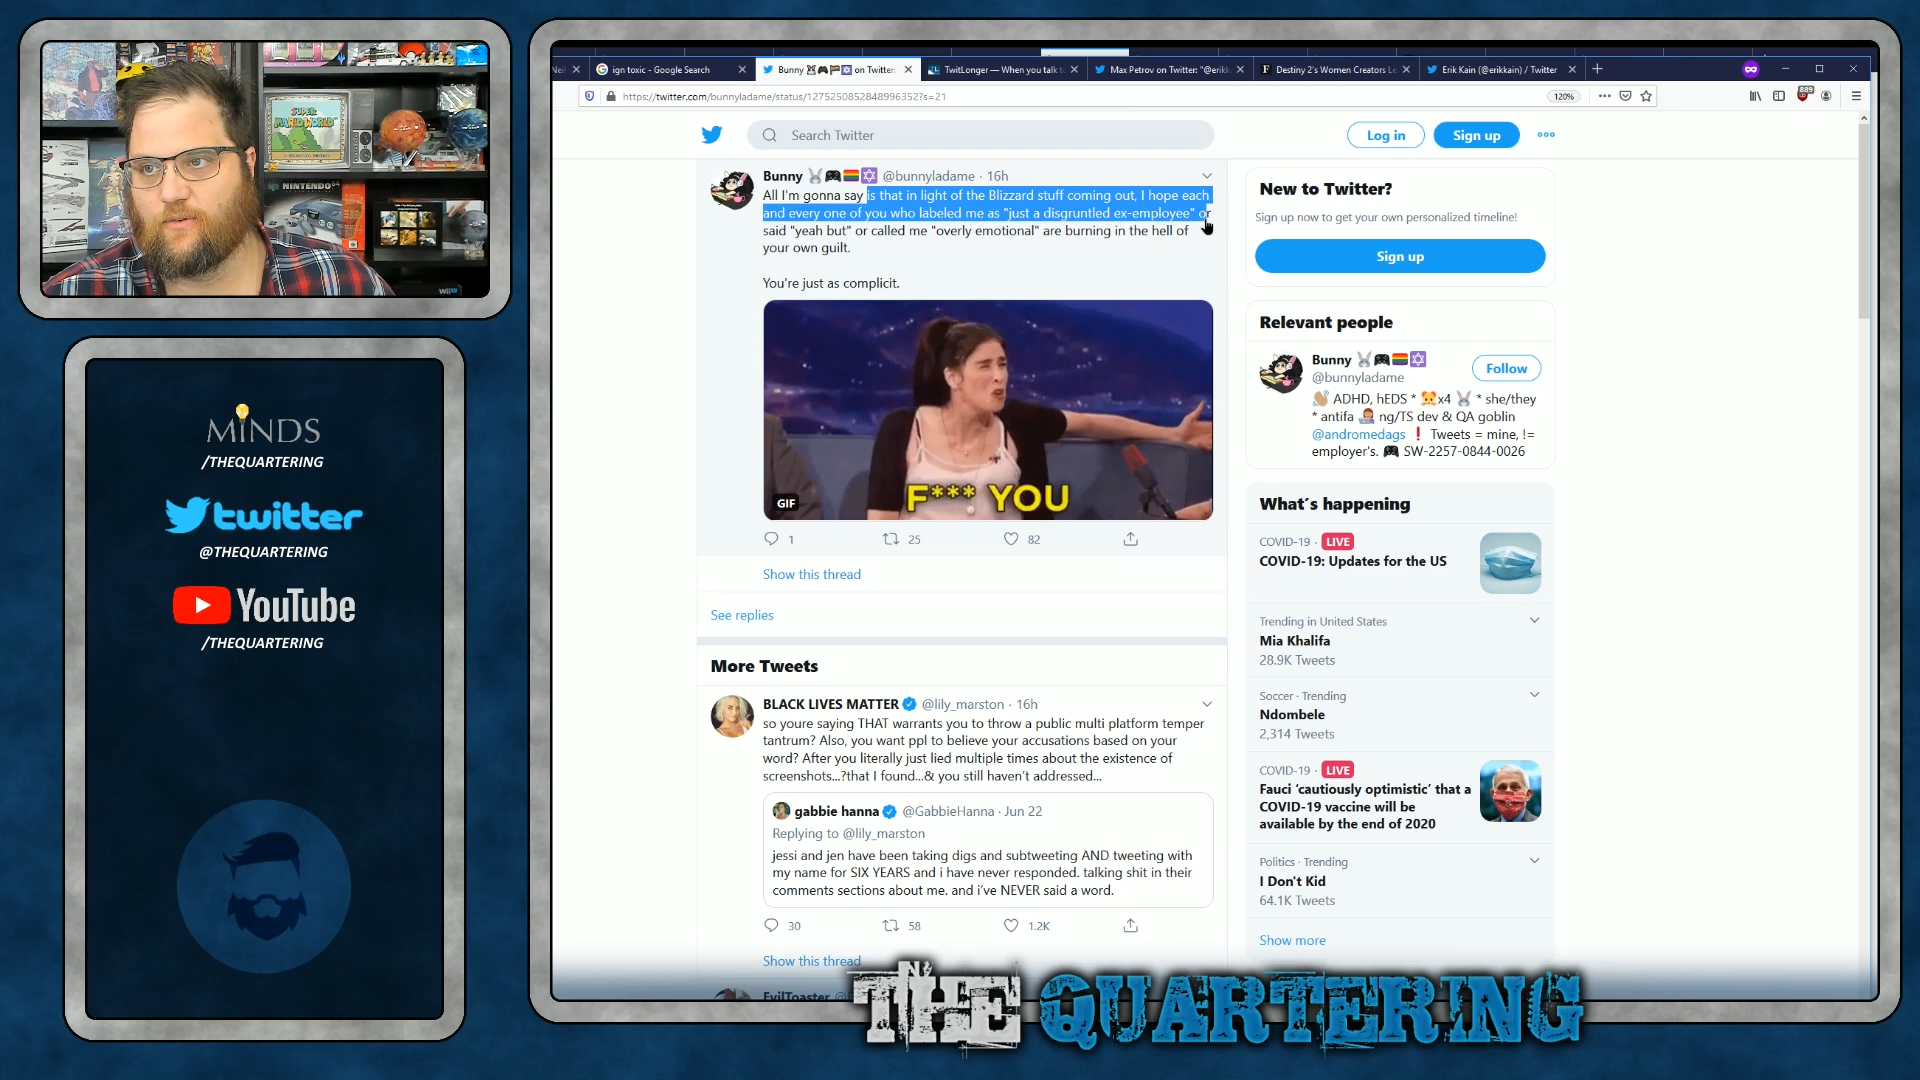 ign toxic - Google Search
Bunny
on Twitter:
TwitLonger — When you talk t
Max Petrov on Twitter: "@erik
Destiny 2's Women Creators Le
Erik Kain (@erikkain) / Twitter
https://twitter.com/bunnyladame/status/1275250852848996352?s=21
120%
889
Search Twitter
Log in
Sign up
SUPER
MARIO WORLD
NINTENDO 64
Wii U
Bunny @bunnyladame · 16h
All I'm gonna say is that in light of the Blizzard stuff coming out, I hope each
and every one of you who labeled me as "just a disgruntled ex-employee" or
said "yeah but" or called me "overly emotional" are burning in the hell of
your own guilt.
You're just as complicit.
F*** YOU
GIF
1
25
82
Show this thread
See replies
More Tweets
BLACK LIVES MATTER @lily_marston · 16h
so youre saying THAT warrants you to throw a public multi platform temper
tantrum? Also, you want ppl to believe your accusations based on your
word? After you literally just lied multiple times about the existence of
screenshots...?that I found...& you still haven't addressed...
gabbie hanna @GabbieHanna · Jun 22
Replying to @lily_marston
jessi and jen have been taking digs and subtweeting AND tweeting with
my name for SIX YEARS and i have never responded. talking shit in their
comments sections about me. and i've NEVER said a word.
30
58
1.2K
Show this thread
EvilToaster
New to Twitter?
Sign up now to get your own personalized timeline!
Sign up
Relevant people
Bunny
@bunnyladame
Follow
ADHD, hEDS * x4 * she/they
* antifa ng/TS dev & QA goblin
@andromedags Tweets = mine, !=
employer's. SW-2257-0844-0026
What's happening
COVID-19 · LIVE
COVID-19: Updates for the US
Trending in United States
Mia Khalifa
28.9K Tweets
Soccer · Trending
Ndombele
2,314 Tweets
COVID-19 · LIVE
Fauci 'cautiously optimistic' that a
COVID-19 vaccine will be
available by the end of 2020
Politics · Trending
I Don't Kid
64.1K Tweets
Show more
MINDS
/THEQUARTERING
twitter
@THEQUARTERING
YouTube
/THEQUARTERING
THE QUARTERING